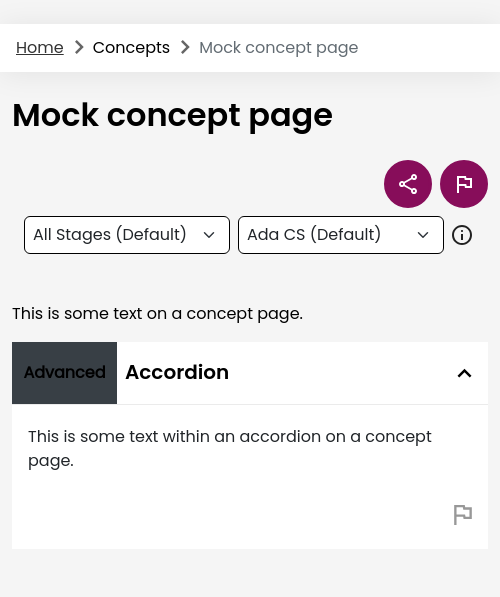 Home Concepts Mock concept page
Mock concept page
All Stages (Default) Ada CS (Default)
This is some text on a concept page.
Advanced Accordion
This is some text within an accordion on a concept
page.